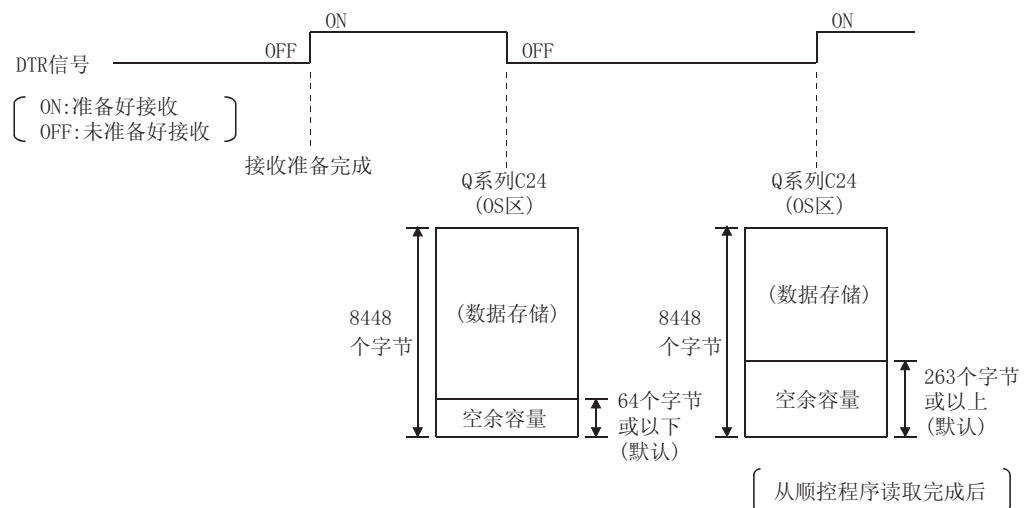 ON
ON
OFF
OFF
DTR信号
ON:准备好接收
OFF:未准备好接收
接收准备完成
Q系列C24
(OS区)
Q系列C24
(OS区)
8448
个字节
(数据存储)
空余容量
64个字节
或以下
(默认)
8448
个字节
(数据存储)
空余容量
263个字节
或以上
(默认)
从顺控程序读取完成后